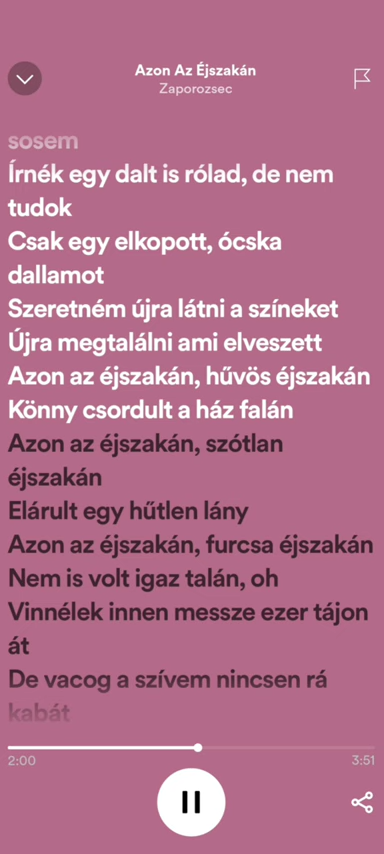 Azon Az Éjszakán
Zaporozsec
sosem
Írnék egy dalt is rólad, de nem
tudok
Csak egy elkopott, ócska
dallamot
Szeretném újra látni a színeket
Újra megtalálni ami elveszett
Azon az éjszakán, hűvös éjszakán
Könny csordult a ház falán
Azon az éjszakán, szótlan
éjszakán
Elárult egy hűtlen lány
Azon az éjszakán, furcsa éjszakán
Nem is volt igaz talán, oh
Vinnélek innen messze ezer tájon
át
De vacog a szívem nincsen rá
kabát
2:00
3:51